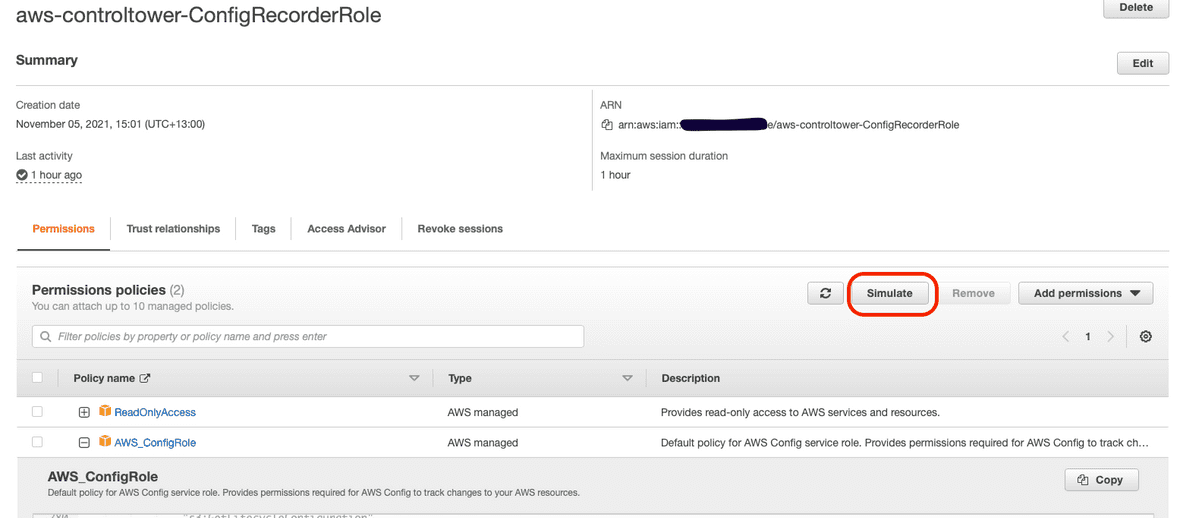 aws-controltower-ConfigRecorderRole
Delete
Summary
Edit
Creation date
November 05, 2021, 15:01 (UTC+13:00)
ARN
arn:aws:iam: e/aws-controltower-ConfigRecorderRole
Last activity
1 hour ago
Maximum session duration
1 hour
Permissions Trust relationships Tags Access Advisor Revoke sessions
Permissions policies (2)
You can attach up to 10 managed policies.
Simulate Remove Add permissions
Filter policies by property or policy name and press enter
1
Policy name Type Description
ReadOnlyAccess AWS managed Provides read-only access to AWS services and resources.
AWS_ConfigRole AWS managed Default policy for AWS Config service role. Provides permissions required for AWS Config to track ch...
AWS_ConfigRole
Default policy for AWS Config service role. Provides permissions required for AWS Config to track changes to your AWS resources.
Copy